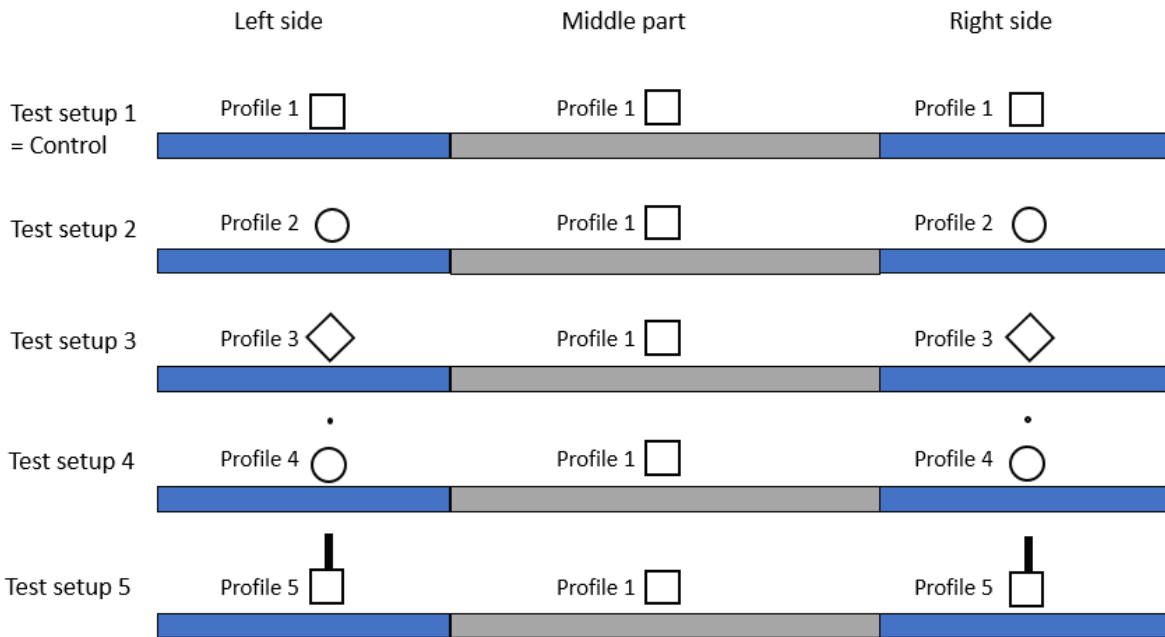 Left side Middle part Right side
Test setup 1
= Control
Profile 1 Profile 1 Profile 1
Test setup 2
Profile 2 Profile 1 Profile 2
Test setup 3
Profile 3 Profile 1 Profile 3
Test setup 4
Profile 4 Profile 1 Profile 4
Test setup 5
Profile 5 Profile 1 Profile 5